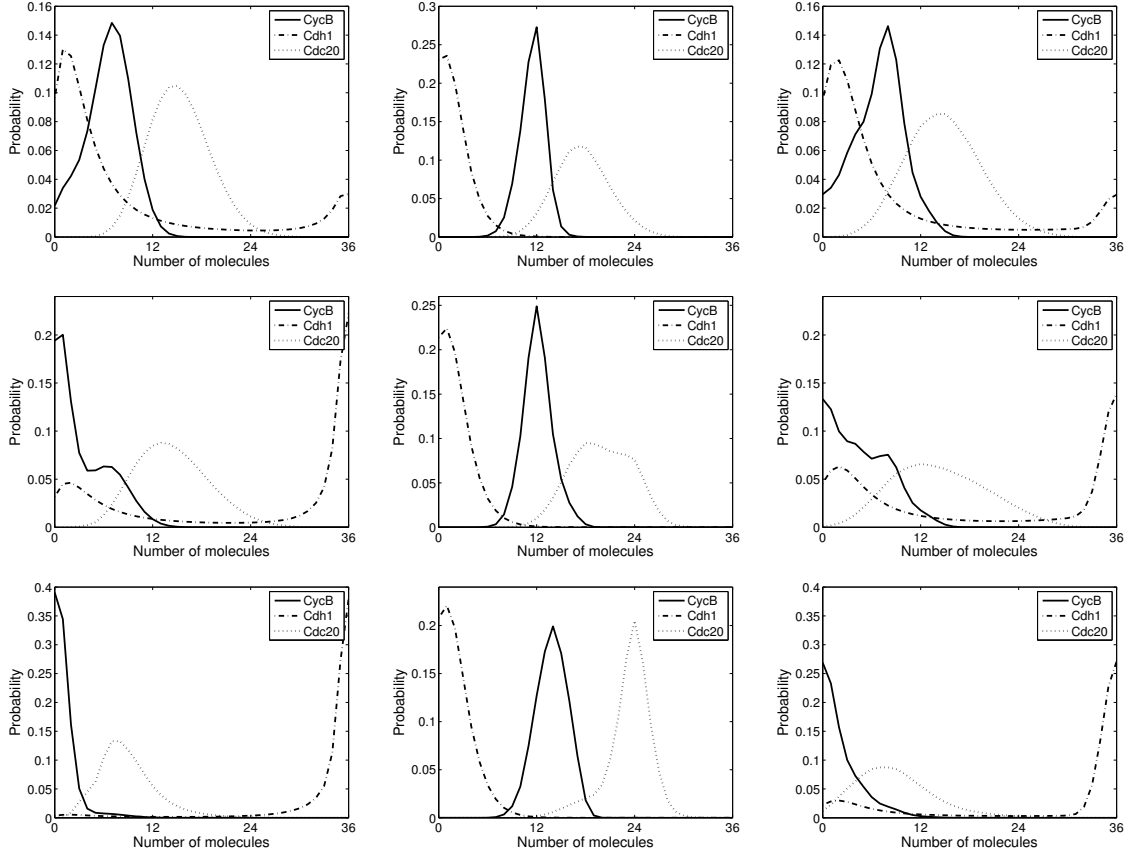 0.16
0.14
0.12
0.1
0.08
0.06
0.04
0.02
0
Probability
0 12 24 36
Number of molecules
CycB
Cdh1
Cdc20
0.3
0.25
0.2
0.15
0.1
0.05
0
Probability
0 12 24 36
Number of molecules
CycB
Cdh1
Cdc20
0.16
0.14
0.12
0.1
0.08
0.06
0.04
0.02
0
Probability
0 12 24 36
Number of molecules
CycB
Cdh1
Cdc20
0.2
0.15
0.1
0.05
0
Probability
0 12 24 36
Number of molecules
CycB
Cdh1
Cdc20
0.25
0.2
0.15
0.1
0.05
0
Probability
0 12 24 36
Number of molecules
CycB
Cdh1
Cdc20
0.2
0.15
0.1
0.05
0
Probability
0 12 24 36
Number of molecules
CycB
Cdh1
Cdc20
0.4
0.35
0.3
0.25
0.2
0.15
0.1
0.05
0
Probability
0 12 24 36
Number of molecules
CycB
Cdh1
Cdc20
0.2
0.15
0.1
0.05
0
Probability
0 12 24 36
Number of molecules
CycB
Cdh1
Cdc20
0.4
0.35
0.3
0.25
0.2
0.15
0.1
0.05
0
Probability
0 12 24 36
Number of molecules
CycB
Cdh1
Cdc20